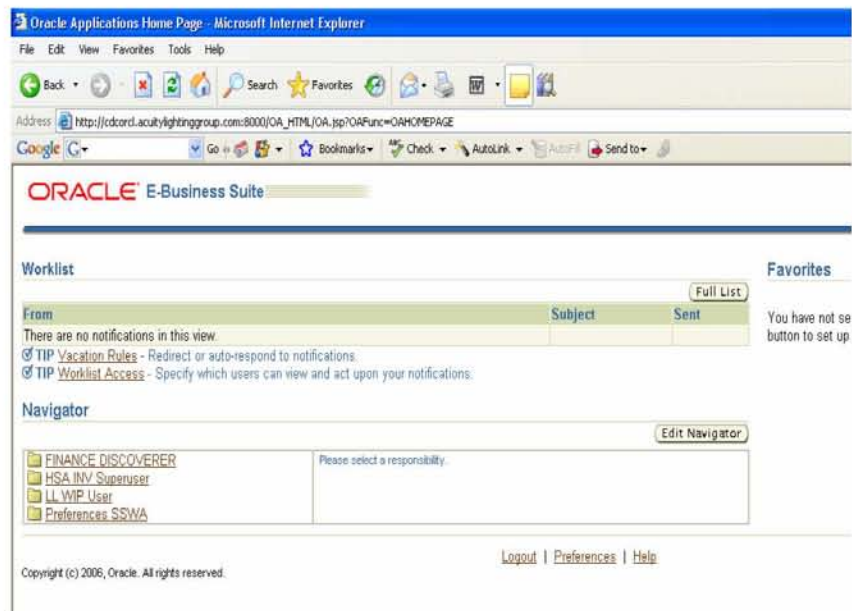 Oracle Applications Home Page - Microsoft Internet Explorer
File Edit View Favorites Tools Help
Back Search Favorites
Address http://cdcorcl.acuitylightinggroup.com:8000/OA_HTML/OA.jsp?OAFunc=OAHOMEPAGE
Google G Go Bookmarks Check AutoLink AutoFill Send to
ORACLE E-Business Suite
Worklist
Full List
From Subject Sent
There are no notifications in this view.
TIP Vacation Rules - Redirect or auto-respond to notifications.
TIP Worklist Access - Specify which users can view and act upon your notifications.
Favorites
You have not se
button to set up
Navigator
Edit Navigator
FINANCE DISCOVERER
HSA INV Superuser
LL WIP User
Preferences SSWA
Please select a responsibility.
Logout | Preferences | Help
Copyright (c) 2006, Oracle. All rights reserved.